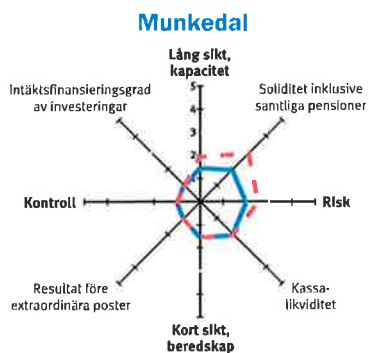 Munkedal
Lång sikt,
kapacitet
Intäktsfinansieringsgrad
av investeringar
Soliditet inklusive
samtliga pensioner
5
4
3
2
1
Kontroll
Risk
Resultat före
extraordinära poster
Kassa-
likviditet
Kort sikt,
beredskap